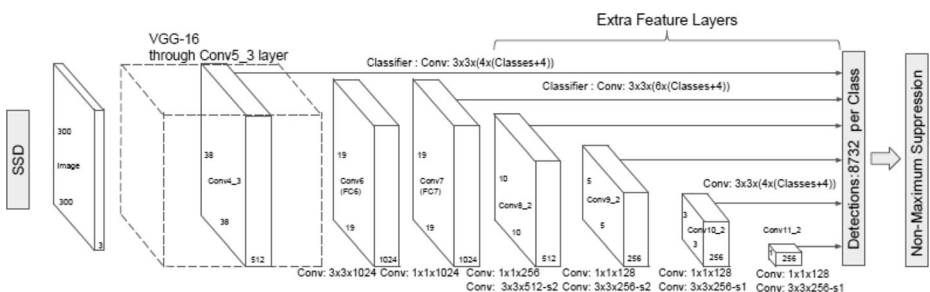 Extra Feature Layers
VGG-16
through Conv5_3 layer
Classifier : Conv: 3x3x(4x(Classes+4))
Classifier : Conv: 3x3x(6x(Classes+4))
SSD
300
Image
300
3
38
Conv4_3
38
512
19
Conv6
(FC6)
19
1024
19
Conv7
(FC7)
19
1024
10
Conv8_2
10
512
5
Conv9_2
5
256
Conv: 3x3x(4x(Classes+4))
3
Conv10_2
3
256
Conv11_2
1
256
Detections:8732 per Class
Non-Maximum Suppression
Conv: 3x3x1024
Conv: 1x1x1024
Conv: 1x1x256
Conv: 3x3x512-s2
Conv: 1x1x128
Conv: 3x3x256-s2
Conv: 1x1x128
Conv: 3x3x256-s1
Conv: 1x1x128
Conv: 3x3x256-s1